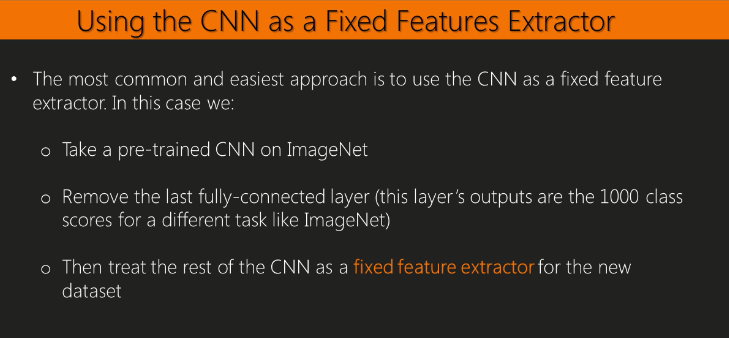 Using the CNN as a Fixed Features Extractor
• The most common and easiest approach is to use the CNN as a fixed feature
extractor. In this case we:
o Take a pre-trained CNN on ImageNet
o Remove the last fully-connected layer (this layer's outputs are the 1000 class
scores for a different task like ImageNet)
o Then treat the rest of the CNN as a fixed feature extractor for the new
dataset